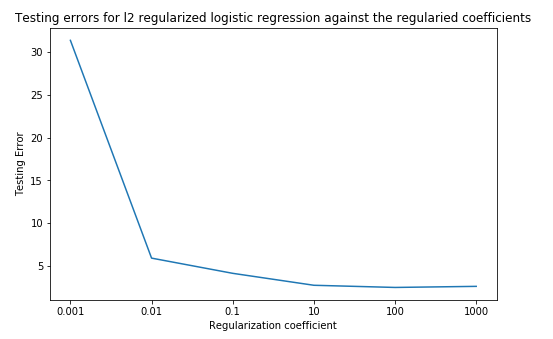 Testing errors for l2 regularized logistic regression against the regularied coefficients
30
25
20
15
10
5
Testing Error
0.001 0.01 0.1 10 100 1000
Regularization coefficient